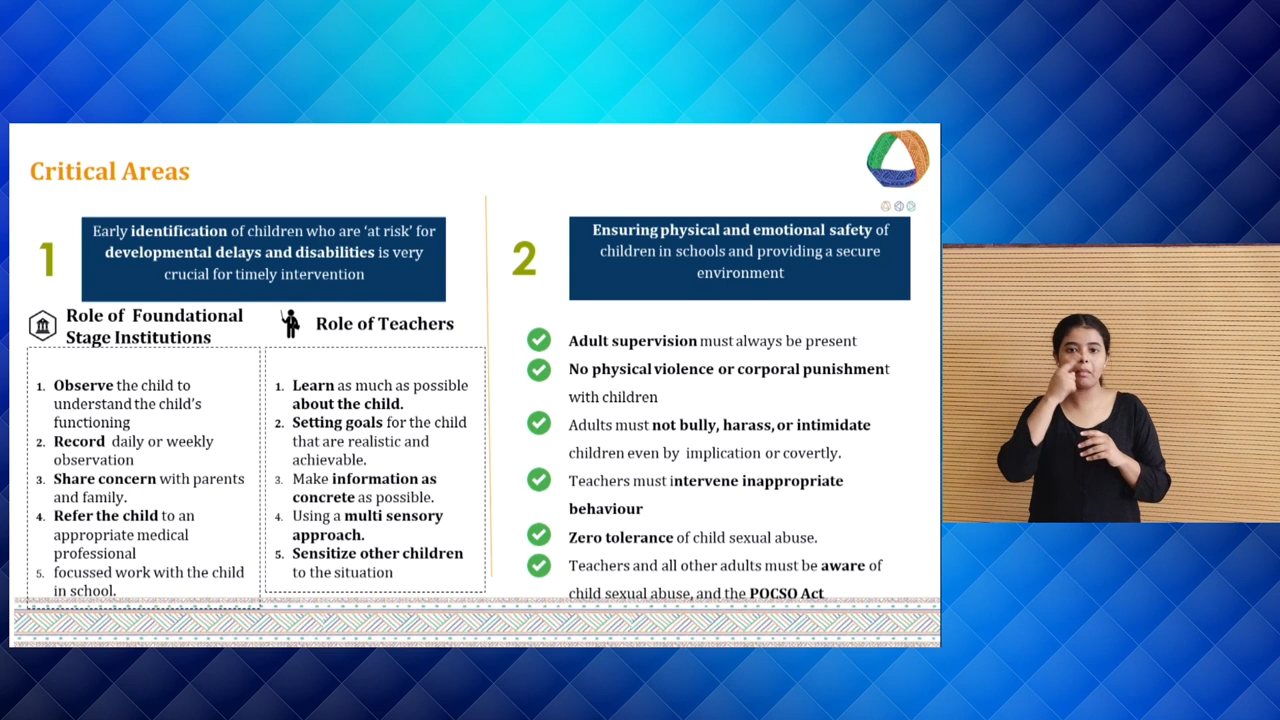 Critical Areas
1
Early identification of children who are ‘at risk’ for
developmental delays and disabilities is very
crucial for timely intervention
Role of Foundational
Stage Institutions
1. Observe the child to
understand the child’s
functioning
2. Record daily or weekly
observation
3. Share concern with parents
and family.
4. Refer the child to an
appropriate medical
professional
5. focussed work with the child
in school.
Role of Teachers
1. Learn as much as possible
about the child.
2. Setting goals for the child
that are realistic and
achievable.
3. Make information as
concrete as possible.
4. Using a multi sensory
approach.
5. Sensitize other children
to the situation
2
Ensuring physical and emotional safety of
children in schools and providing a secure
environment
Adult supervision must always be present
No physical violence or corporal punishment
with children
Adults must not bully, harass, or intimidate
children even by implication or covertly.
Teachers must intervene inappropriate
behaviour
Zero tolerance of child sexual abuse.
Teachers and all other adults must be aware of
child sexual abuse, and the POCSO Act